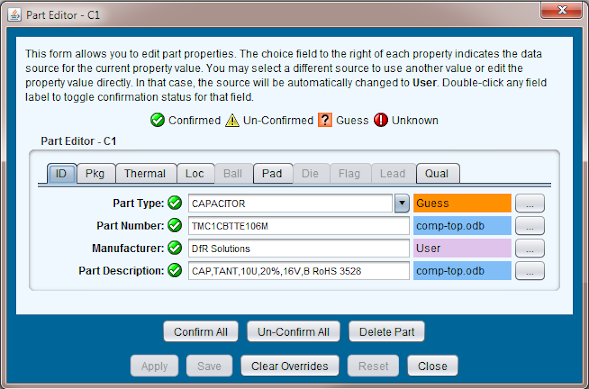 Part Editor - C1
This form allows you to edit part properties. The choice field to the right of each property indicates the data
source for the current property value. You may select a different source to use another value or edit the
property value directly. In that case, the source will be automatically changed to User. Double-click any field
label to toggle confirmation status for that field.
Confirmed Un-Confirmed ? Guess ! Unknown
Part Editor - C1
ID Pkg Thermal Loc Ball Pad Die Flag Lead Qual
Part Type: CAPACITOR Guess ...
Part Number: TMC1CBTTE106M comp-top.odb ...
Manufacturer: DfR Solutions User ...
Part Description: CAP,TANT,10U,20%,16V,B RoHS 3528 comp-top.odb ...
Confirm All Un-Confirm All Delete Part
Apply Save Clear Overrides Reset Close